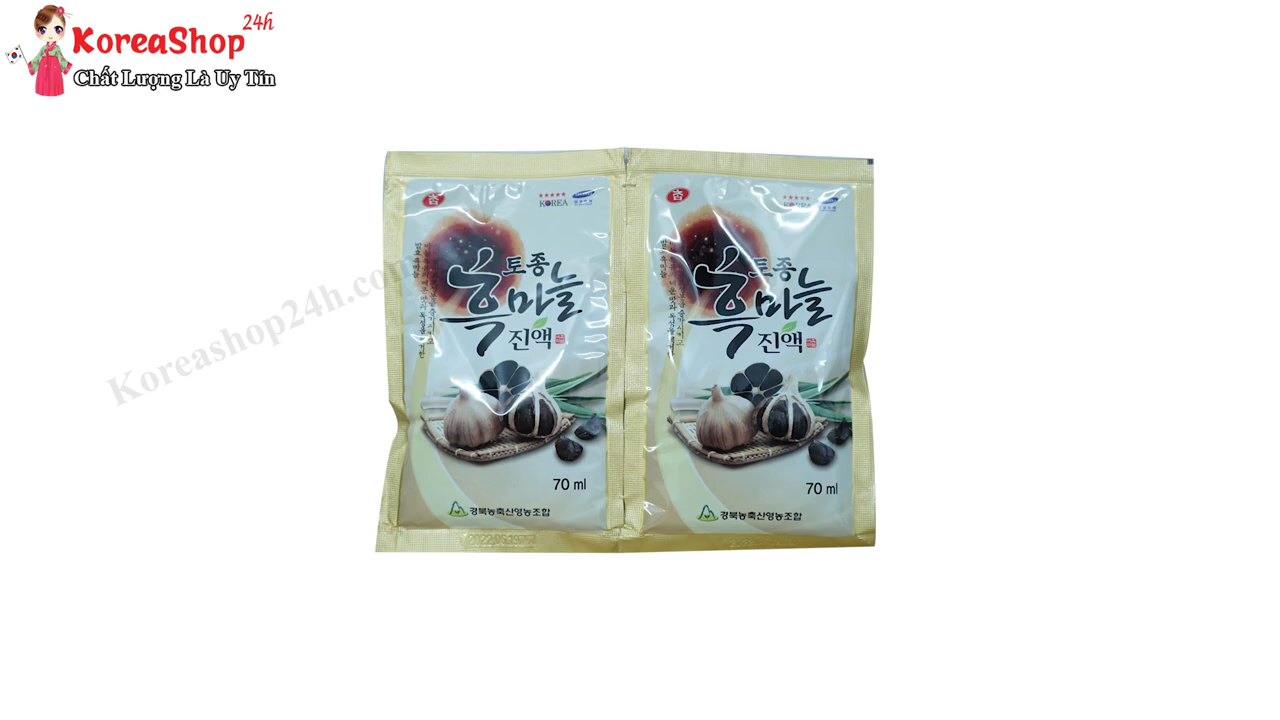 24h
KoreaShop
Chất Lượng Là Uy Tín
Koreashop24h.com
KOREA
토종
흑마늘
진액
70 ml
경북농축산영농조합
토종
흑마늘
진액
70 ml
경북농축산영농조합